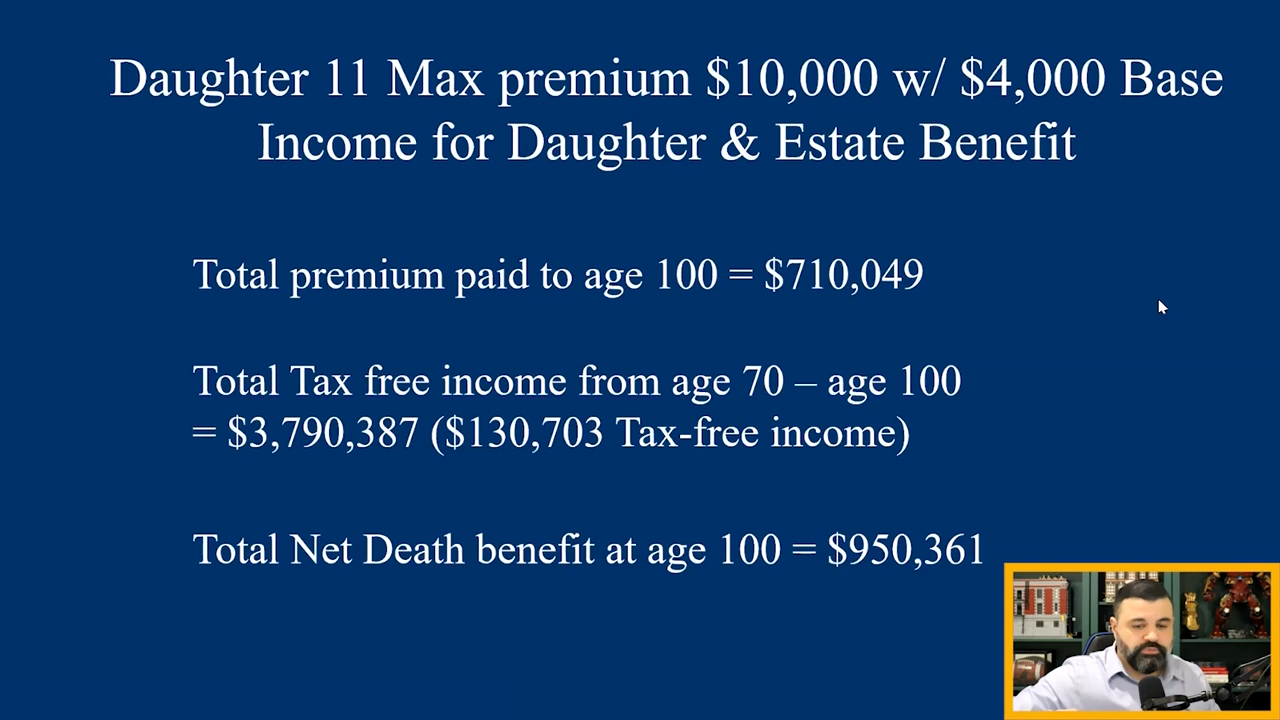 Daughter 11 Max premium $10,000 w/ $4,000 Base
Income for Daughter & Estate Benefit
Total premium paid to age 100 = $710,049
Total Tax free income from age 70 – age 100
= $3,790,387 ($130,703 Tax-free income)
Total Net Death benefit at age 100 = $950,361